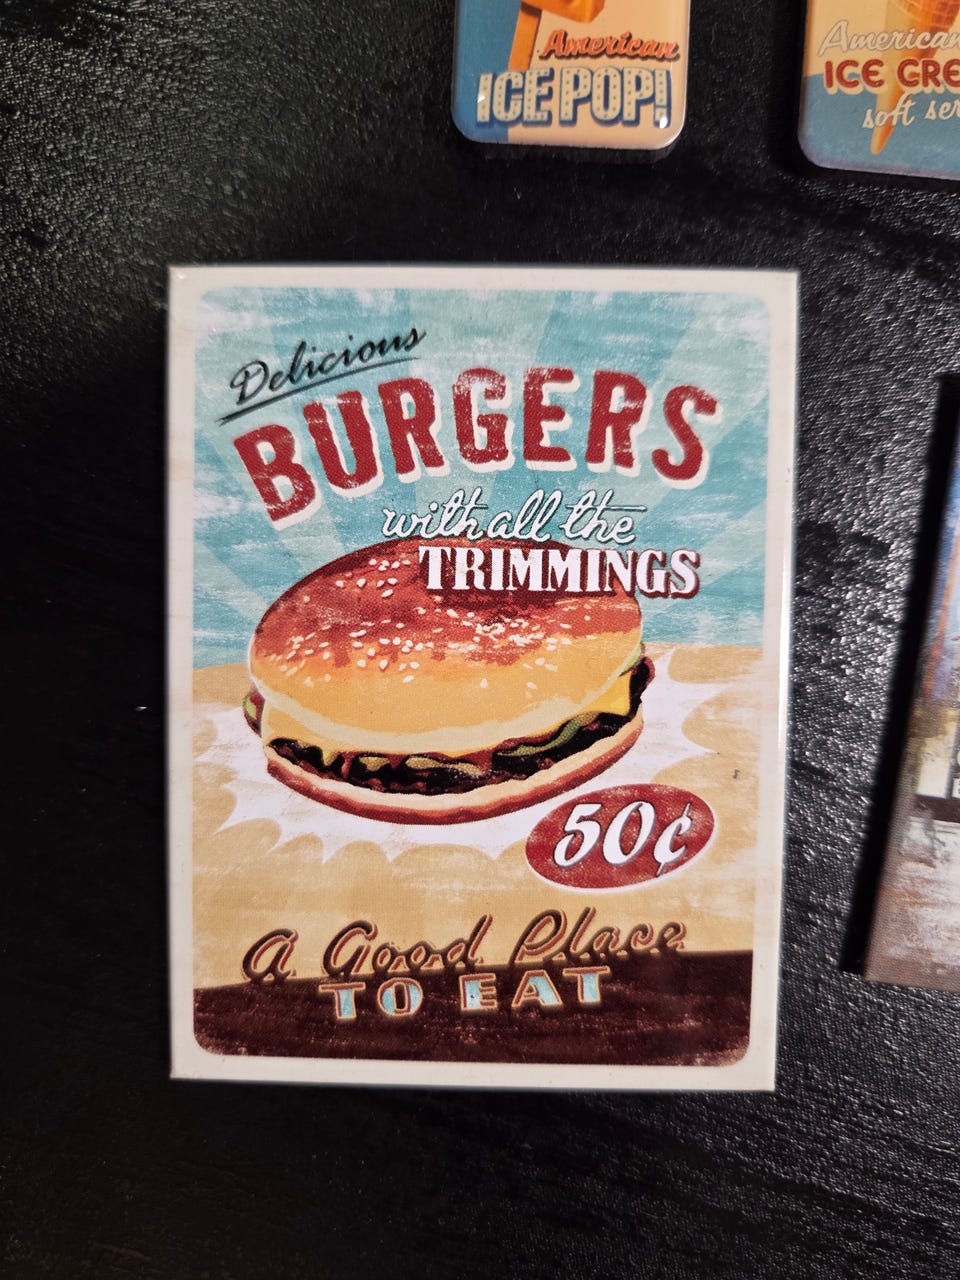 American
ICE POP!
American
ICE CRE
soft ser
Delicious
BURGERS
with all the
TRIMMINGS
50¢
A Good Place
TO EAT